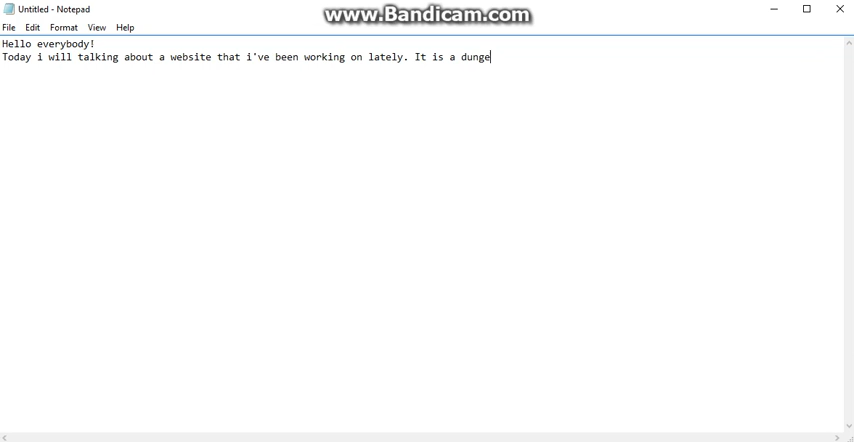 www.Bandicam.com
Untitled - Notepad
File Edit Format View Help
Hello everybody!
Today i will talking about a website that i've been working on lately. It is a dunge